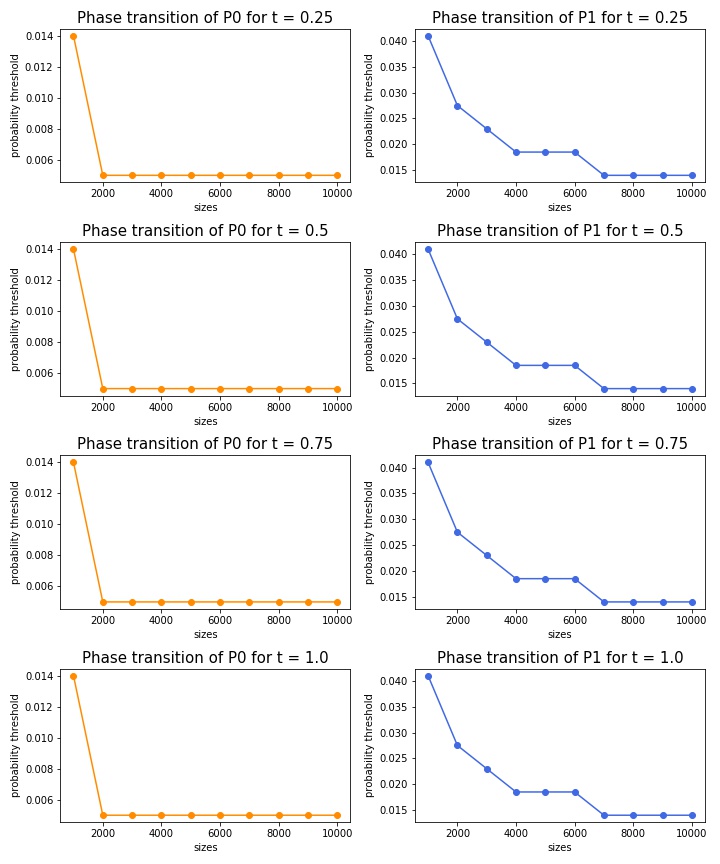 Phase transition of P0 for t = 0.25
probability threshold
0.014
0.012
0.010
0.008
0.006
2000 4000 6000 8000 10000
sizes
Phase transition of P1 for t = 0.25
probability threshold
0.040
0.035
0.030
0.025
0.020
0.015
2000 4000 6000 8000 10000
sizes
Phase transition of P0 for t = 0.5
probability threshold
0.014
0.012
0.010
0.008
0.006
2000 4000 6000 8000 10000
sizes
Phase transition of P1 for t = 0.5
probability threshold
0.040
0.035
0.030
0.025
0.020
0.015
2000 4000 6000 8000 10000
sizes
Phase transition of P0 for t = 0.75
probability threshold
0.014
0.012
0.010
0.008
0.006
2000 4000 6000 8000 10000
sizes
Phase transition of P1 for t = 0.75
probability threshold
0.040
0.035
0.030
0.025
0.020
0.015
2000 4000 6000 8000 10000
sizes
Phase transition of P0 for t = 1.0
probability threshold
0.014
0.012
0.010
0.008
0.006
2000 4000 6000 8000 10000
sizes
Phase transition of P1 for t = 1.0
probability threshold
0.040
0.035
0.030
0.025
0.020
0.015
2000 4000 6000 8000 10000
sizes